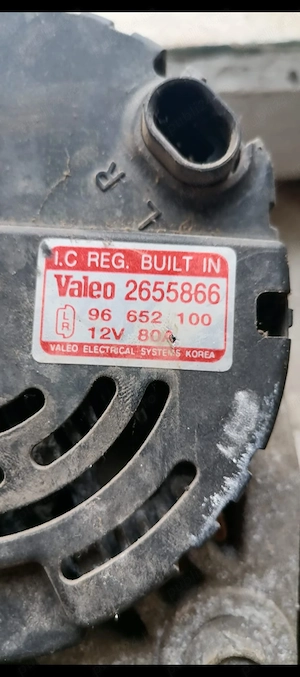 R
L
I.C REG. BUILT IN
Valeo 2655866
L
R
96 652 100
12V 80A
VALEO ELECTRICAL SYSTEMS KOREA